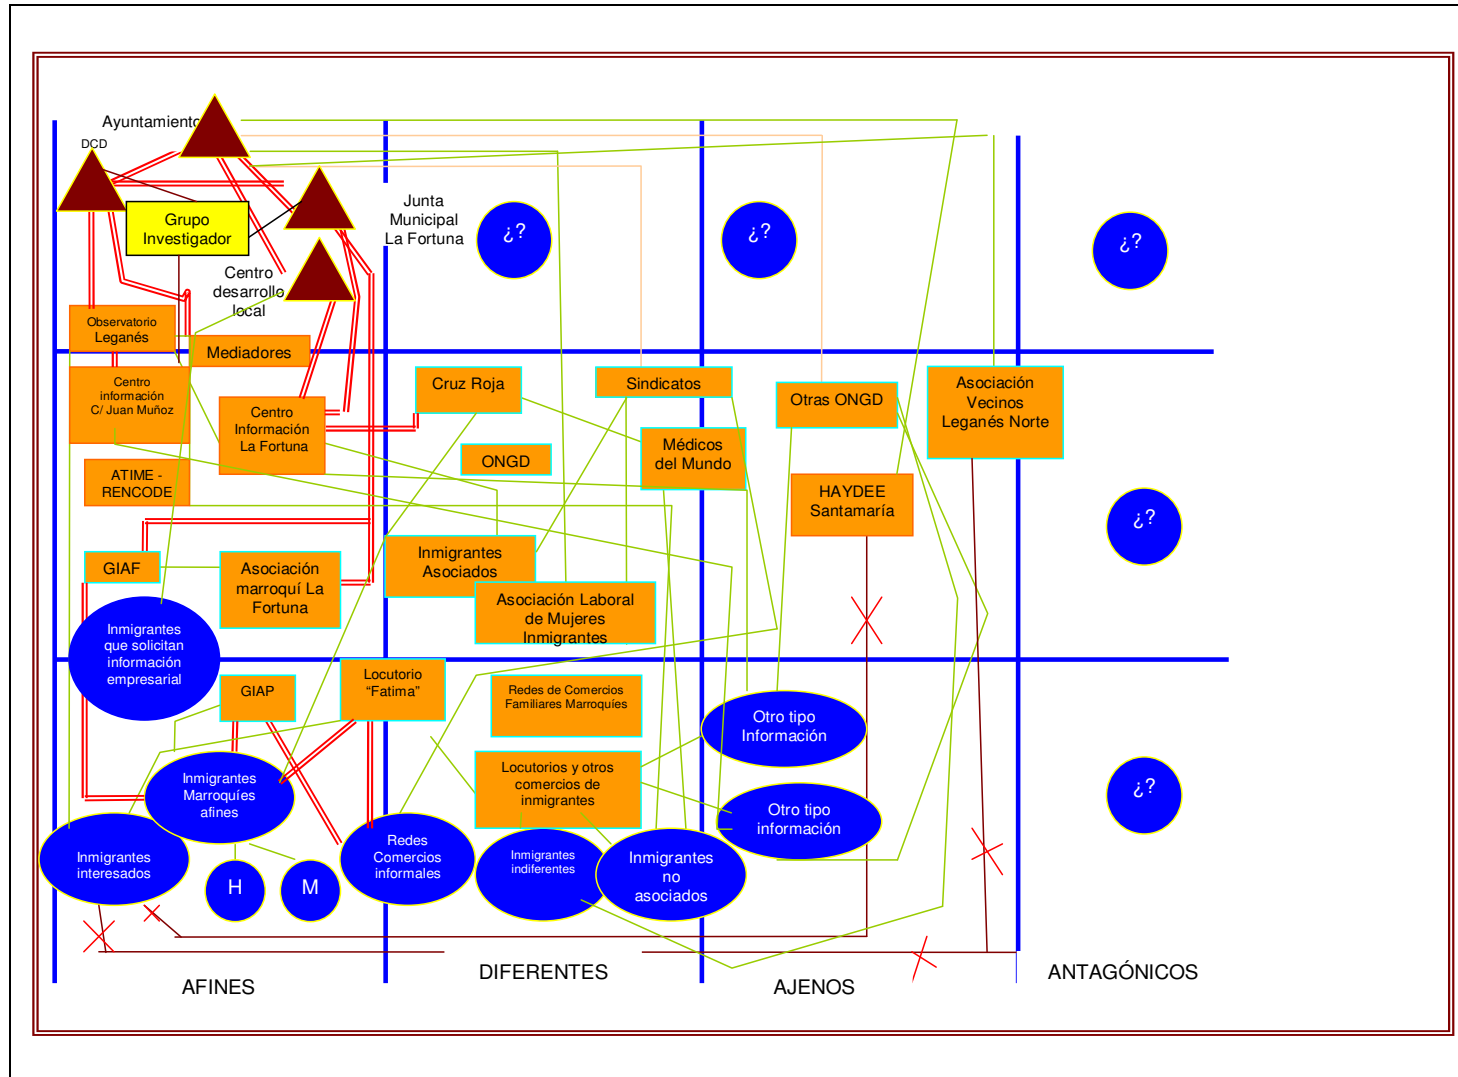 Ayuntamiento
DCD
Grupo
Investigador
Junta
Municipal
La Fortuna
¿?
¿?
¿?
Centro
desarrollo
local
Observatorio
Leganés
Mediadores
Centro
información
C/ Juan Muñoz
Centro
Información
La Fortuna
Cruz Roja
Sindicatos
Otras ONGD
Asociación
Vecinos
Leganés Norte
ONGD
Médicos
del Mundo
ATIME -
RENCODE
HAYDEE
Santamaría
¿?
GIAF
Asociación
marroquí La
Fortuna
Inmigrantes
Asociados
Asociación Laboral
de Mujeres
Inmigrantes
Inmigrantes
que solicitan
información
empresarial
GIAP
Locutorio
“Fatima”
Redes de Comercios
Familiares Marroquíes
Otro tipo
Información
Inmigrantes
Marroquíes
afines
Locutorios y otros
comercios de
inmigrantes
Otro tipo
información
¿?
Inmigrantes
interesados
H
M
Redes
Comercios
informales
Inmigrantes
indiferentes
Inmigrantes
no
asociados
AFINES
DIFERENTES
AJENOS
ANTAGÓNICOS